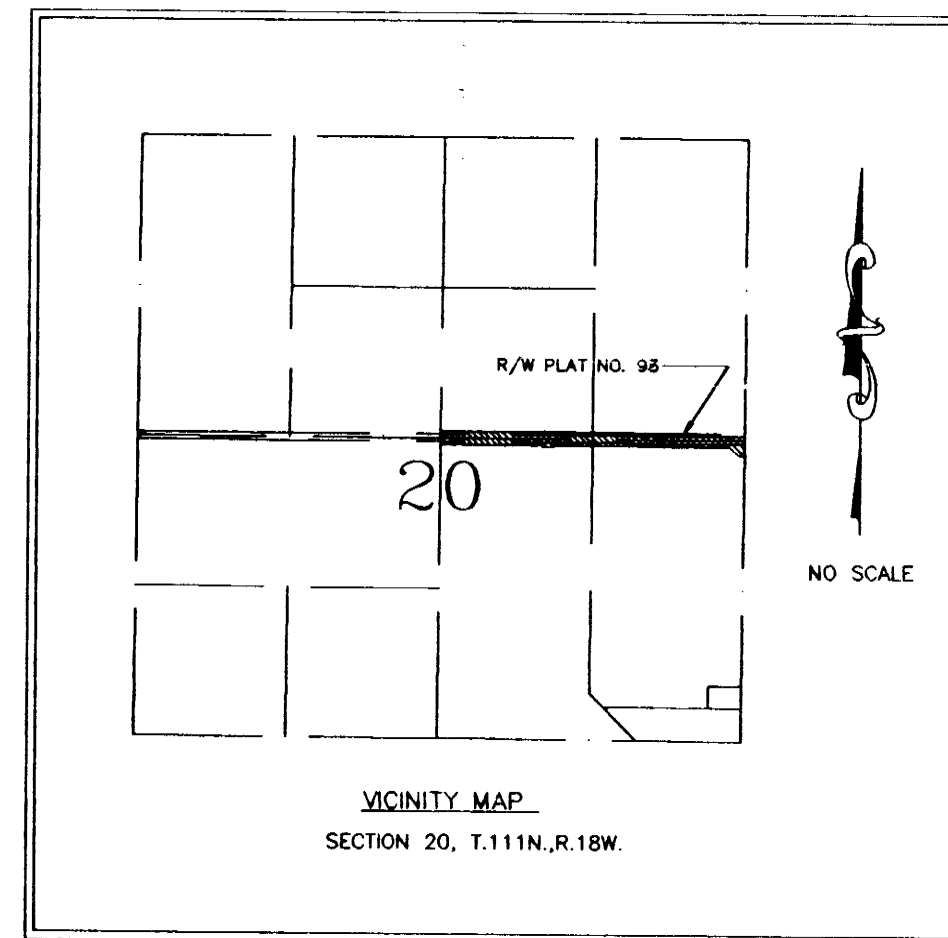 R/W PLAT NO. 93
20
NO SCALE
VICINITY MAP
SECTION 20, T.111N.,R.18W.